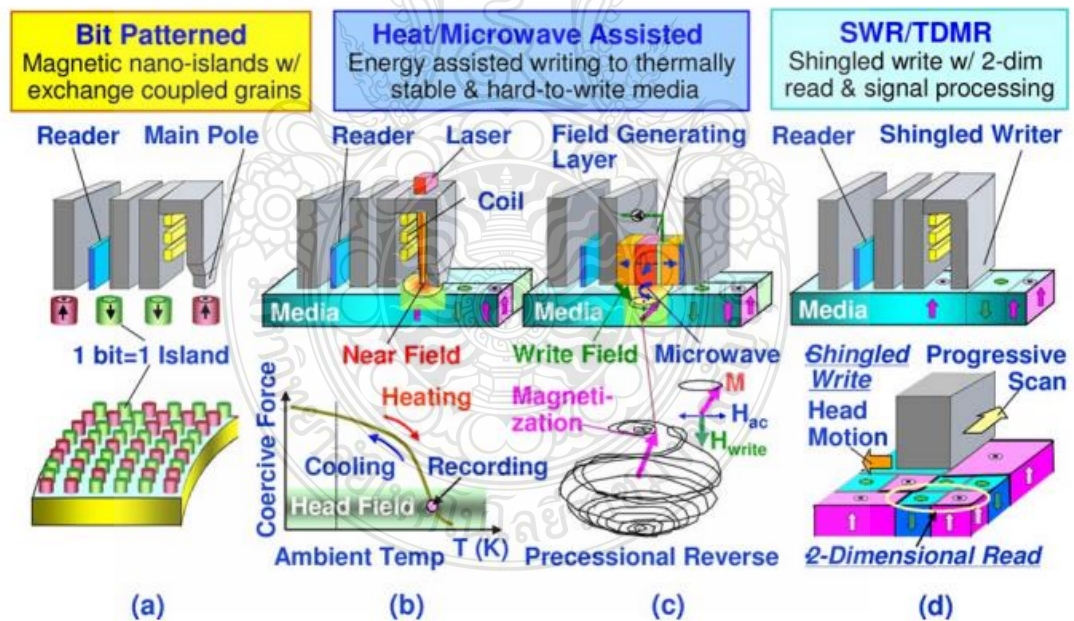 Bit Patterned
Magnetic nano-islands w/
exchange coupled grains
Heat/Microwave Assisted
Energy assisted writing to thermally
stable & hard-to-write media
SWR/TDMR
Shingled write w/ 2-dim
read & signal processing
Reader
Main Pole
1 bit=1 Island
Reader
Laser
Coil
Media
Near Field
Coercive Force
Heating
Cooling
Recording
Head Field
Ambient Temp
T (K)
Field Generating
Layer
Write Field
Microwave
Magneti-
zation
M
Hac
Hwrite
Precessional Reverse
Reader
Shingled Writer
Media
Shingled
Write
Progressive
Scan
Head
Motion
2-Dimensional Read
(a)
(b)
(c)
(d)